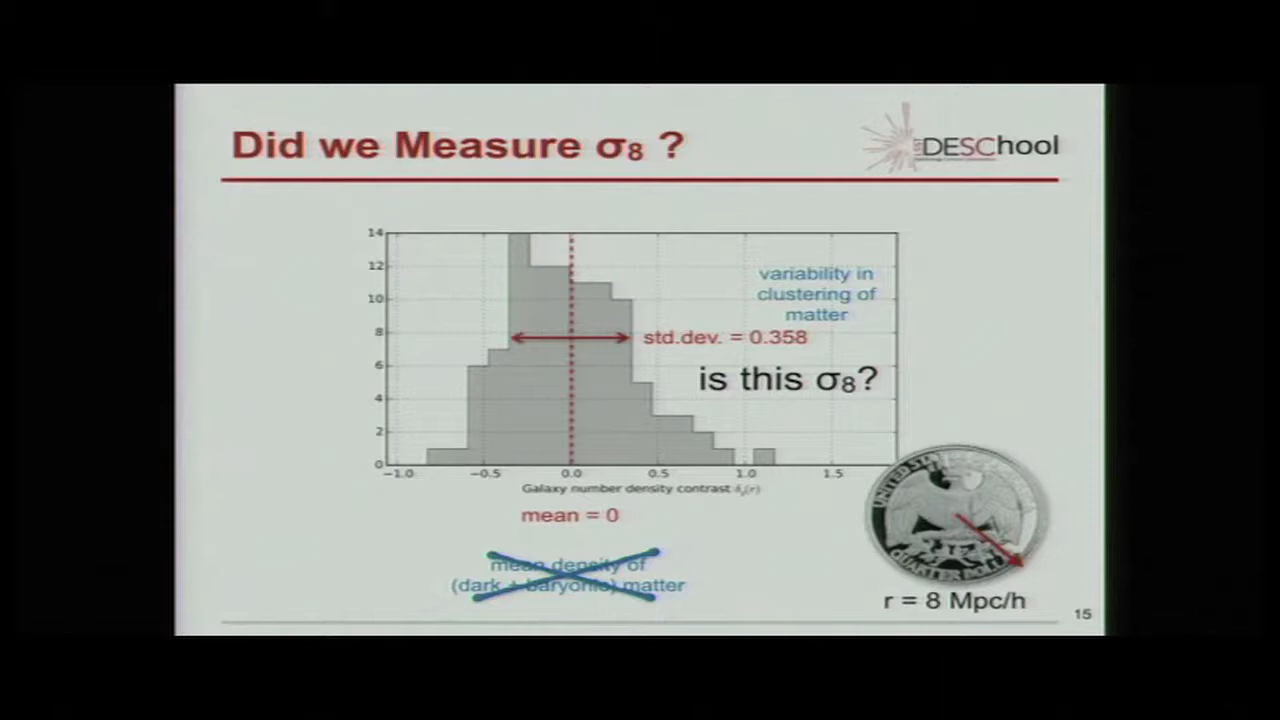 Did we Measure σ₈ ?
DESChool
14
12
10
8
6
4
2
0
variability in
clustering of
matter
std.dev. = 0.358
is this σ₈?
−1.0 −0.5 0.0 0.5 1.0 1.5
Galaxy number density contrast
mean = 0
mean density of
(dark + baryonic) matter
QUARTER DOLLAR
r = 8 Mpc/h
15